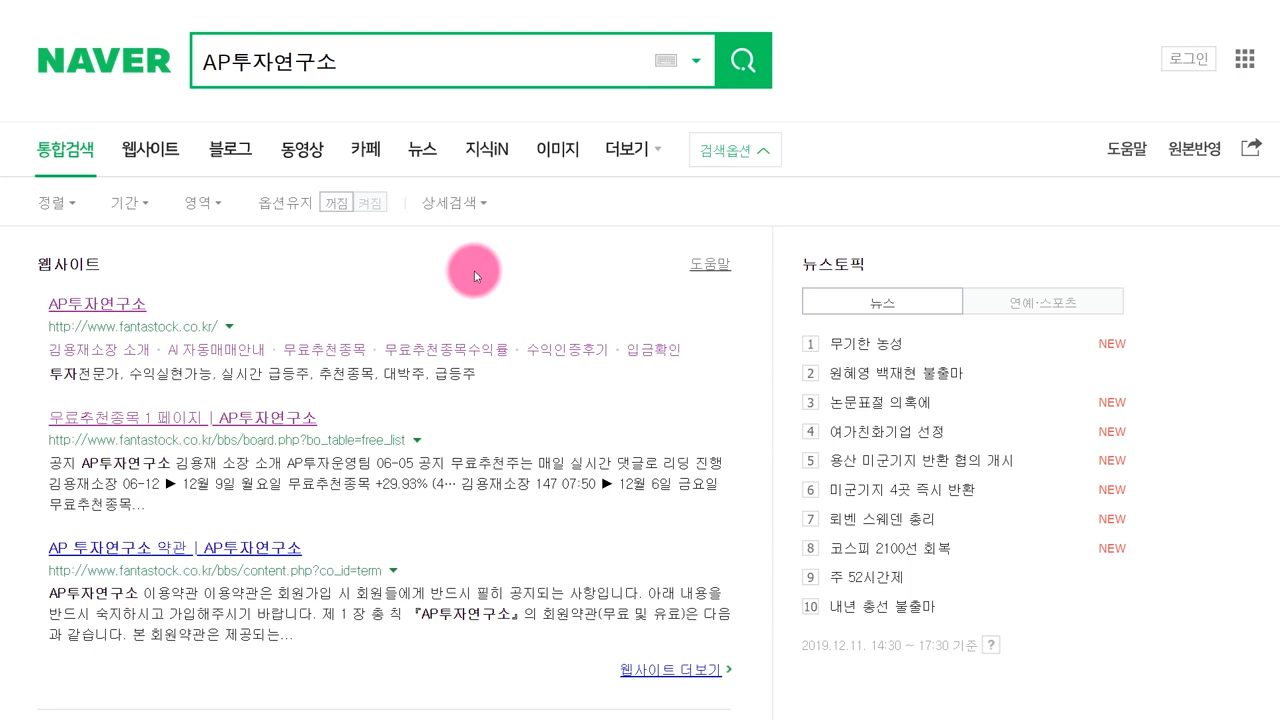 NAVER
AP투자연구소
로그인
통합검색 웹사이트 블로그 동영상 카페 뉴스 지식iN 이미지 더보기 검색옵션 도움말 원본반영
정렬 기간 영역 옵션유지 꺼짐 켜짐 상세검색
웹사이트 도움말
AP투자연구소
http://www.fantastock.co.kr/
김용재소장 소개 · AI 자동매매안내 · 무료추천종목 · 무료추천종목수익률 · 수익인증후기 · 입금확인
투자전문가, 수익실현가능, 실시간 급등주, 추천종목, 대박주, 급등주
무료추천종목 1 페이지 | AP투자연구소
http://www.fantastock.co.kr/bbs/board.php?bo_table=free_list
공지 AP투자연구소 김용재 소장 소개 AP투자운영팀 06-05 공지 무료추천주는 매일 실시간 댓글로 리딩 진행
김용재소장 06-12 ▶ 12월 9일 월요일 무료추천종목 +29.93% (4… 김용재소장 147 07:50 ▶ 12월 6일 금요일
무료추천종목...
AP 투자연구소 약관 | AP투자연구소
http://www.fantastock.co.kr/bbs/content.php?co_id=term
AP투자연구소 이용약관 이용약관은 회원가입 시 회원들에게 반드시 필히 공지되는 사항입니다. 아래 내용을
반드시 숙지하시고 가입해주시기 바랍니다. 제 1 장 총 칙 『AP투자연구소』의 회원약관(무료 및 유료)은 다음
과 같습니다. 본 회원약관은 제공되는...
웹사이트 더보기
뉴스토픽
뉴스 연예·스포츠
1 무기한 농성 NEW
2 원혜영 백재현 불출마
3 논문표절 의혹에 NEW
4 여가친화기업 선정 NEW
5 용산 미군기지 반환 협의 개시 NEW
6 미군기지 4곳 즉시 반환 NEW
7 뢰벤 스웨덴 총리 NEW
8 코스피 2100선 회복 NEW
9 주 52시간제
10 내년 총선 불출마
2019.12.11. 14:30 ~ 17:30 기준 ?